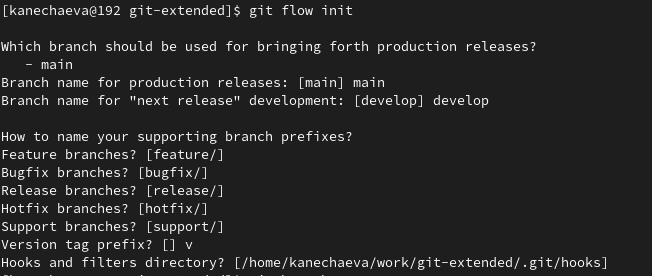 [kanechaeva@192 git-extended]$ git flow init
Which branch should be used for bringing forth production releases?
- main
Branch name for production releases: [main] main
Branch name for "next release" development: [develop] develop
How to name your supporting branch prefixes?
Feature branches? [feature/]
Bugfix branches? [bugfix/]
Release branches? [release/]
Hotfix branches? [hotfix/]
Support branches? [support/]
Version tag prefix? [] v
Hooks and filters directory? [/home/kanechaeva/work/git-extended/.git/hooks]